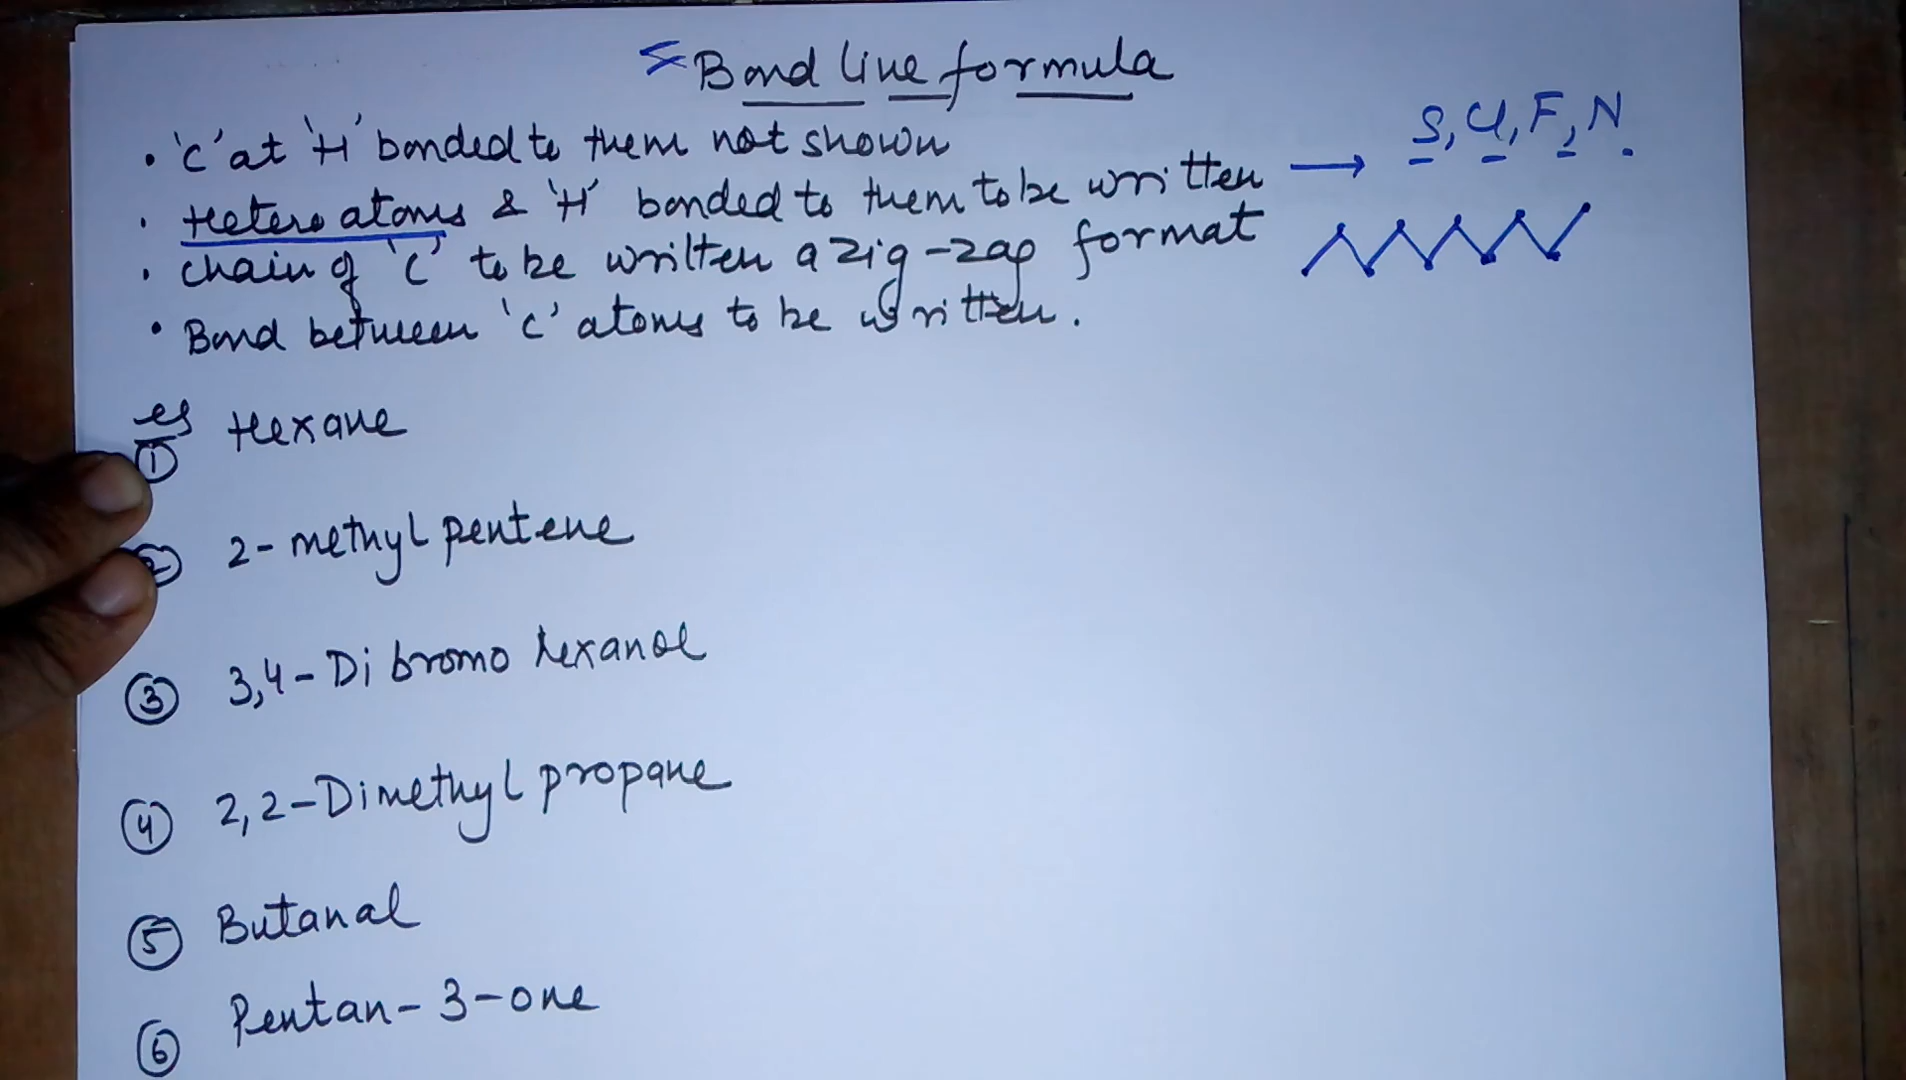 Bond line formula
• 'C' at 'H' bonded to them not shown
• Hetero atoms & 'H' bonded to them to be written → S, Cl, F, N
• chain of 'C' to be written a zig-zag format
• Bond between 'C' atoms to be written.
eg
① Hexane
② 2-methyl pentene
③ 3,4-Dibromo hexanol
④ 2,2-Dimethyl propane
⑤ Butanal
⑥ Pentan-3-one